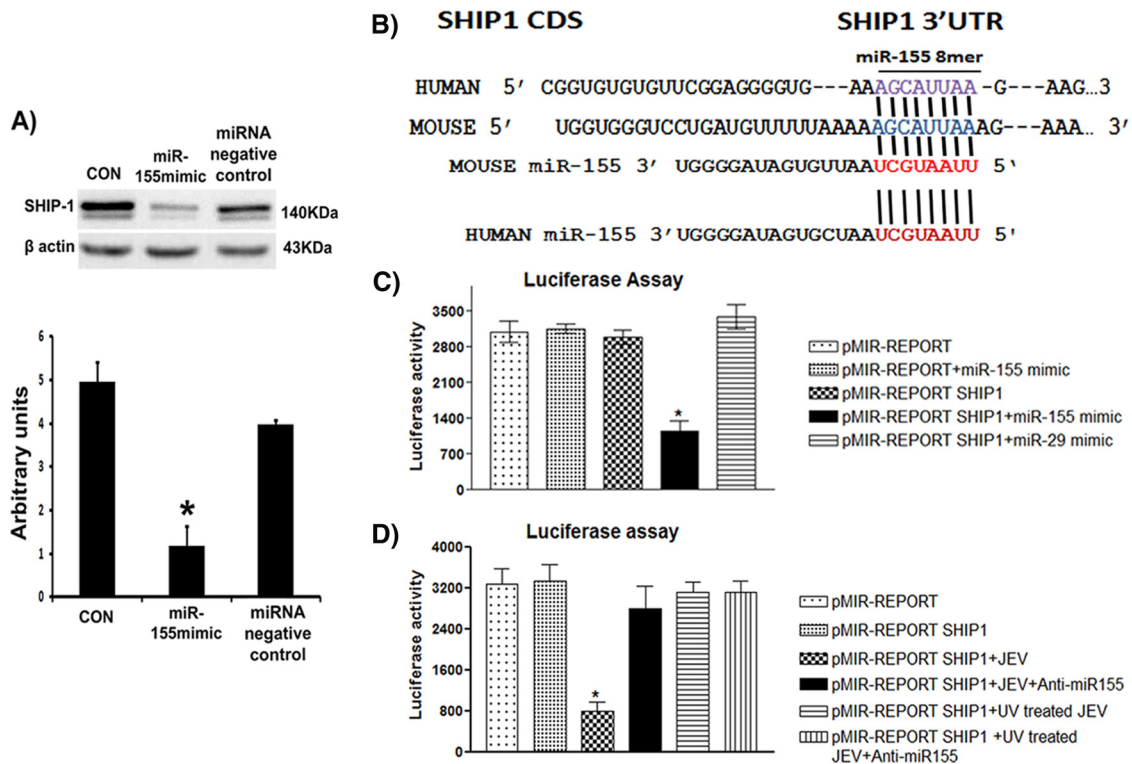 A)
CON
miR-
155mimic
miRNA
negative
control
SHIP-1
140KDa
β actin
43KDa
Arbitrary units
6
5
4
3
2
1
0
*
CON
miR-
155mimic
miRNA
negative
control
B)
SHIP1 CDS
SHIP1 3’UTR
miR-155 8mer
HUMAN 5' CGGUGUGUGUUCGGAGGGGUG---AAAGCAUUAA-G---AAG…3
MOUSE 5' UGGUGGGUCCUGAUGUUUUUAAAAAGCAUUAAAG---AAA… 3'
MOUSE miR-155 3' UGGGGAUAGUGUUAAUCGUAAUU 5‘
HUMAN miR-155 3'UGGGGAUAGUGCUAAUCGUAAUU 5'
C)
Luciferase Assay
Luciferase activity
3500
2800
2100
1400
700
0
*
pMIR-REPORT
pMIR-REPORT+miR-155 mimic
pMIR-REPORT SHIP1
pMIR-REPORT SHIP1+miR-155 mimic
pMIR-REPORT SHIP1+miR-29 mimic
D)
Luciferase assay
Luciferase activity
4000
3200
2400
1600
800
0
*
pMIR-REPORT
pMIR-REPORT SHIP1
pMIR-REPORT SHIP1+JEV
pMIR-REPORT SHIP1+JEV+Anti-miR155
pMIR-REPORT SHIP1+UV treated JEV
pMIR-REPORT SHIP1 +UV treated
JEV+Anti-miR155